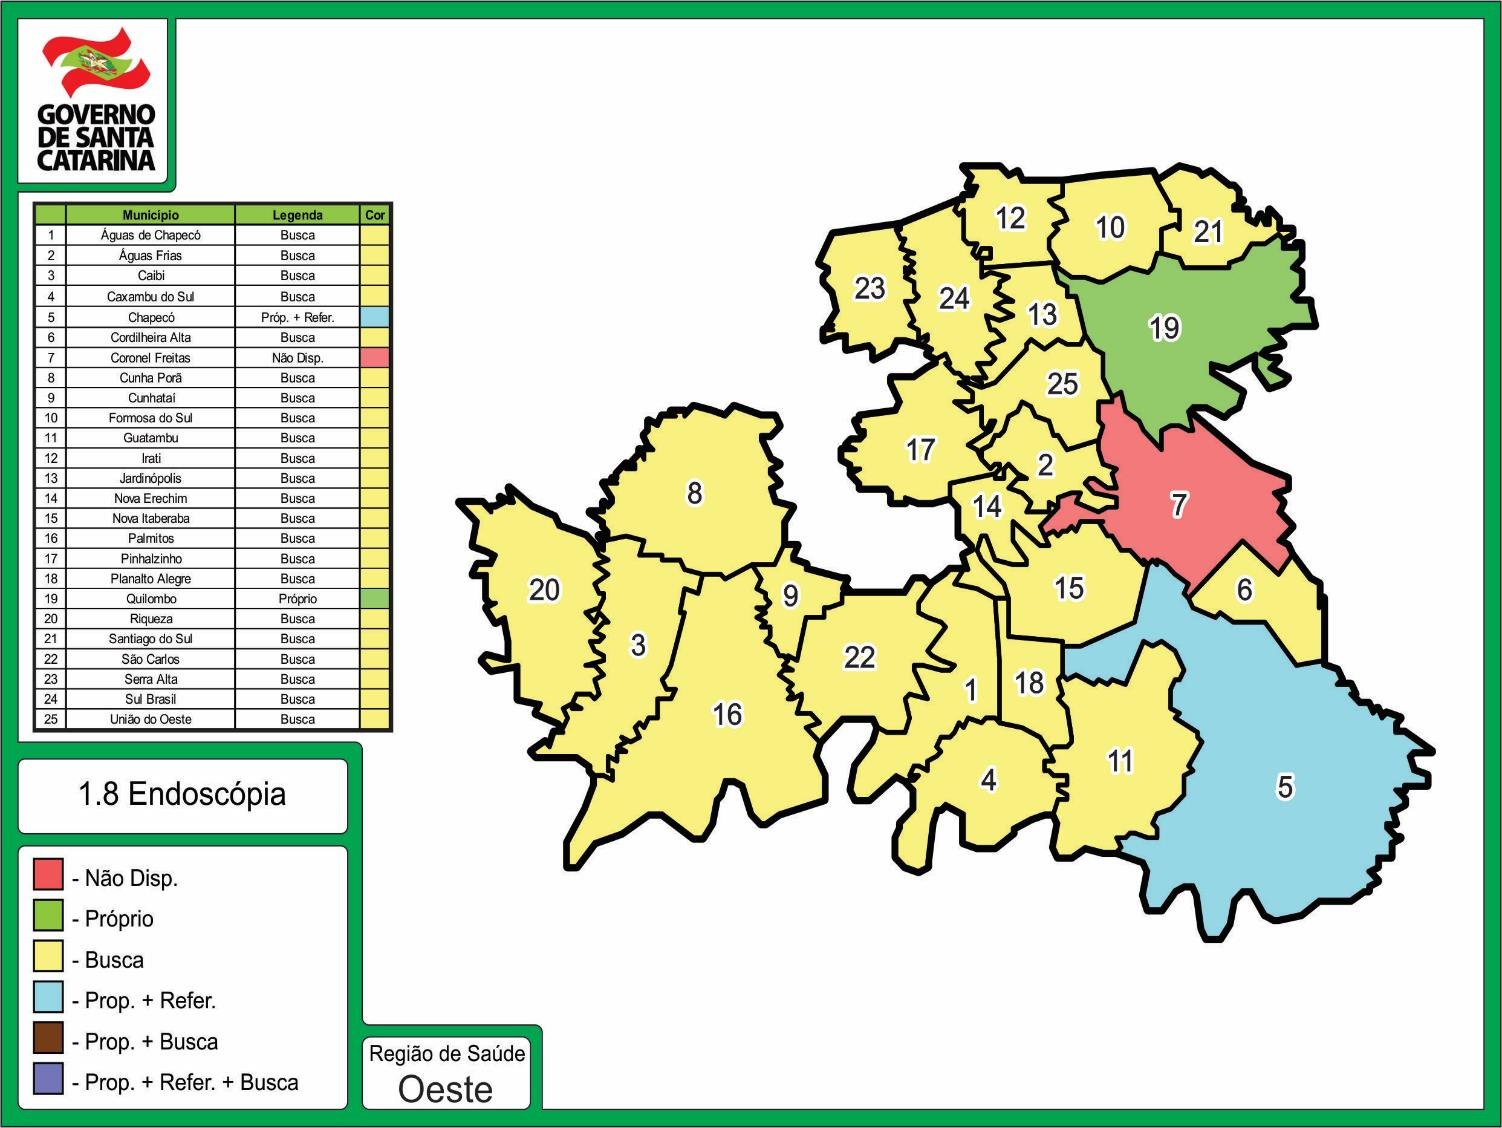 GOVERNO
DE SANTA
CATARINA
Município Legenda Cor
1 Águas de Chapecó Busca
2 Águas Frias Busca
3 Caibi Busca
4 Caxambu do Sul Busca
5 Chapecó Próp. + Refer.
6 Cordilheira Alta Busca
7 Coronel Freitas Não Disp.
8 Cunha Porã Busca
9 Cunhataí Busca
10 Formosa do Sul Busca
11 Guatambu Busca
12 Irati Busca
13 Jardinópolis Busca
14 Nova Erechim Busca
15 Nova Itaberaba Busca
16 Palmitos Busca
17 Pinhalzinho Busca
18 Planalto Alegre Busca
19 Quilombo Próprio
20 Riqueza Busca
21 Santiago do Sul Busca
22 São Carlos Busca
23 Serra Alta Busca
24 Sul Brasil Busca
25 União do Oeste Busca
12
10
21
23
24
13
19
25
17
2
8
14
7
20
9
15
6
3
22
1
18
16
11
4
5
1.8 Endoscópia
- Não Disp.
- Próprio
- Busca
- Prop. + Refer.
- Prop. + Busca
- Prop. + Refer. + Busca
Região de Saúde
Oeste